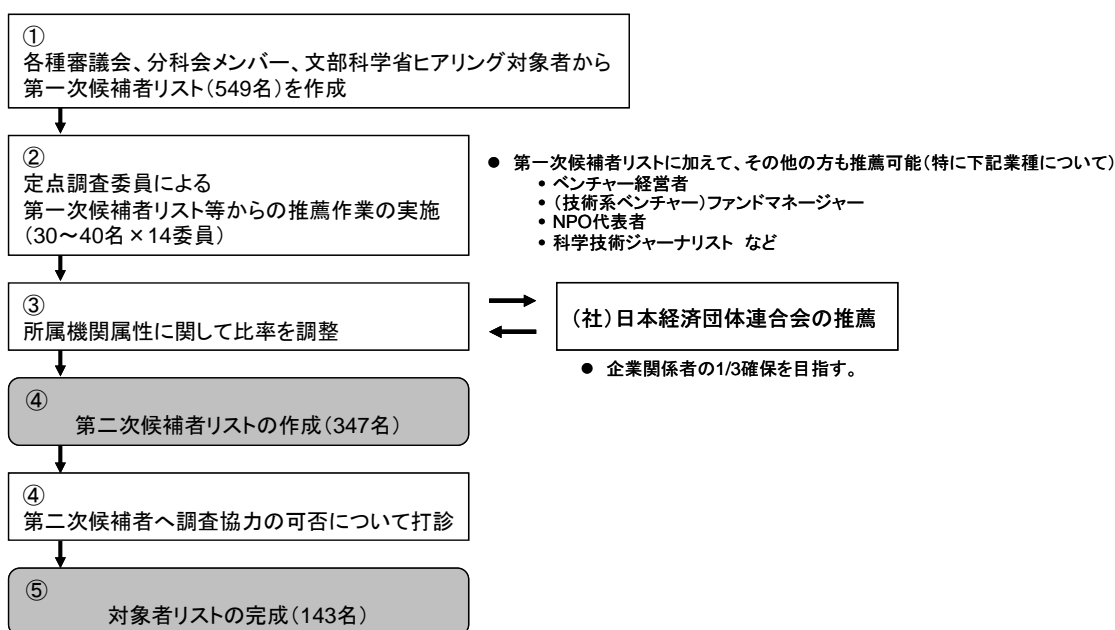 ①
各種審議会、分科会メンバー、文部科学省ヒアリング対象者から
第一次候補者リスト(549名)を作成
②
定点調査委員による
第一次候補者リスト等からの推薦作業の実施
(30～40名×14委員)
● 第一次候補者リストに加えて、その他の方も推薦可能(特に下記業種について)
• ベンチャー経営者
• (技術系ベンチャー)ファンドマネージャー
• NPO代表者
• 科学技術ジャーナリスト など
③
所属機関属性に関して比率を調整
(社)日本経済団体連合会の推薦
● 企業関係者の1/3確保を目指す。
④
第二次候補者リストの作成(347名)
④
第二次候補者へ調査協力の可否について打診
⑤
対象者リストの完成(143名)